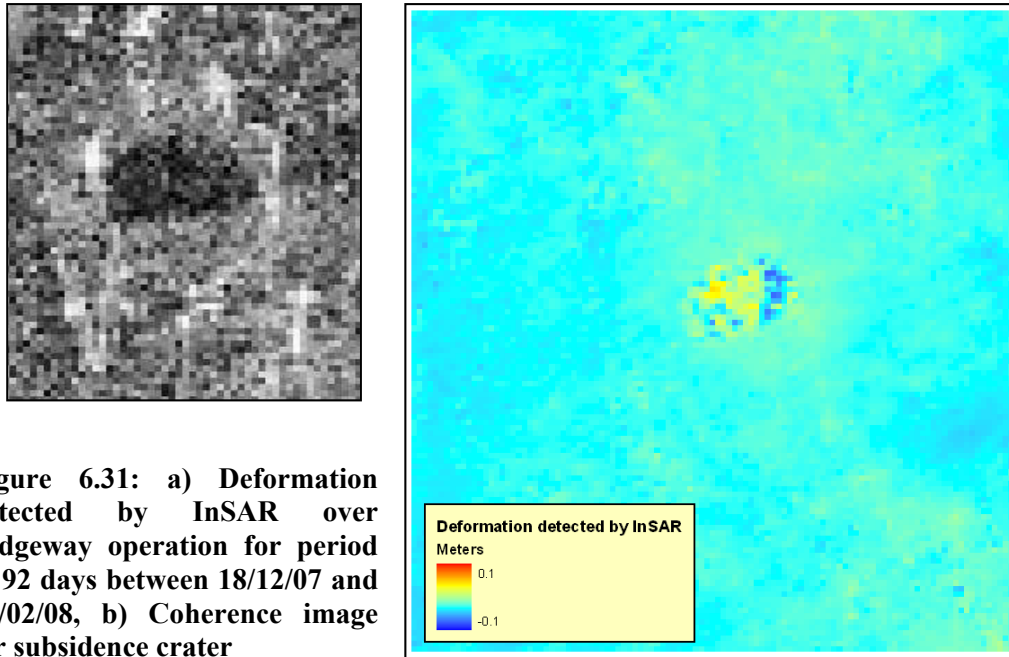 gure 6.31: a) Deformation
tected by InSAR over
dgeway operation for period
92 days between 18/12/07 and
/02/08, b) Coherence image
r subsidence crater
Deformation detected by InSAR
Meters
0.1
-0.1